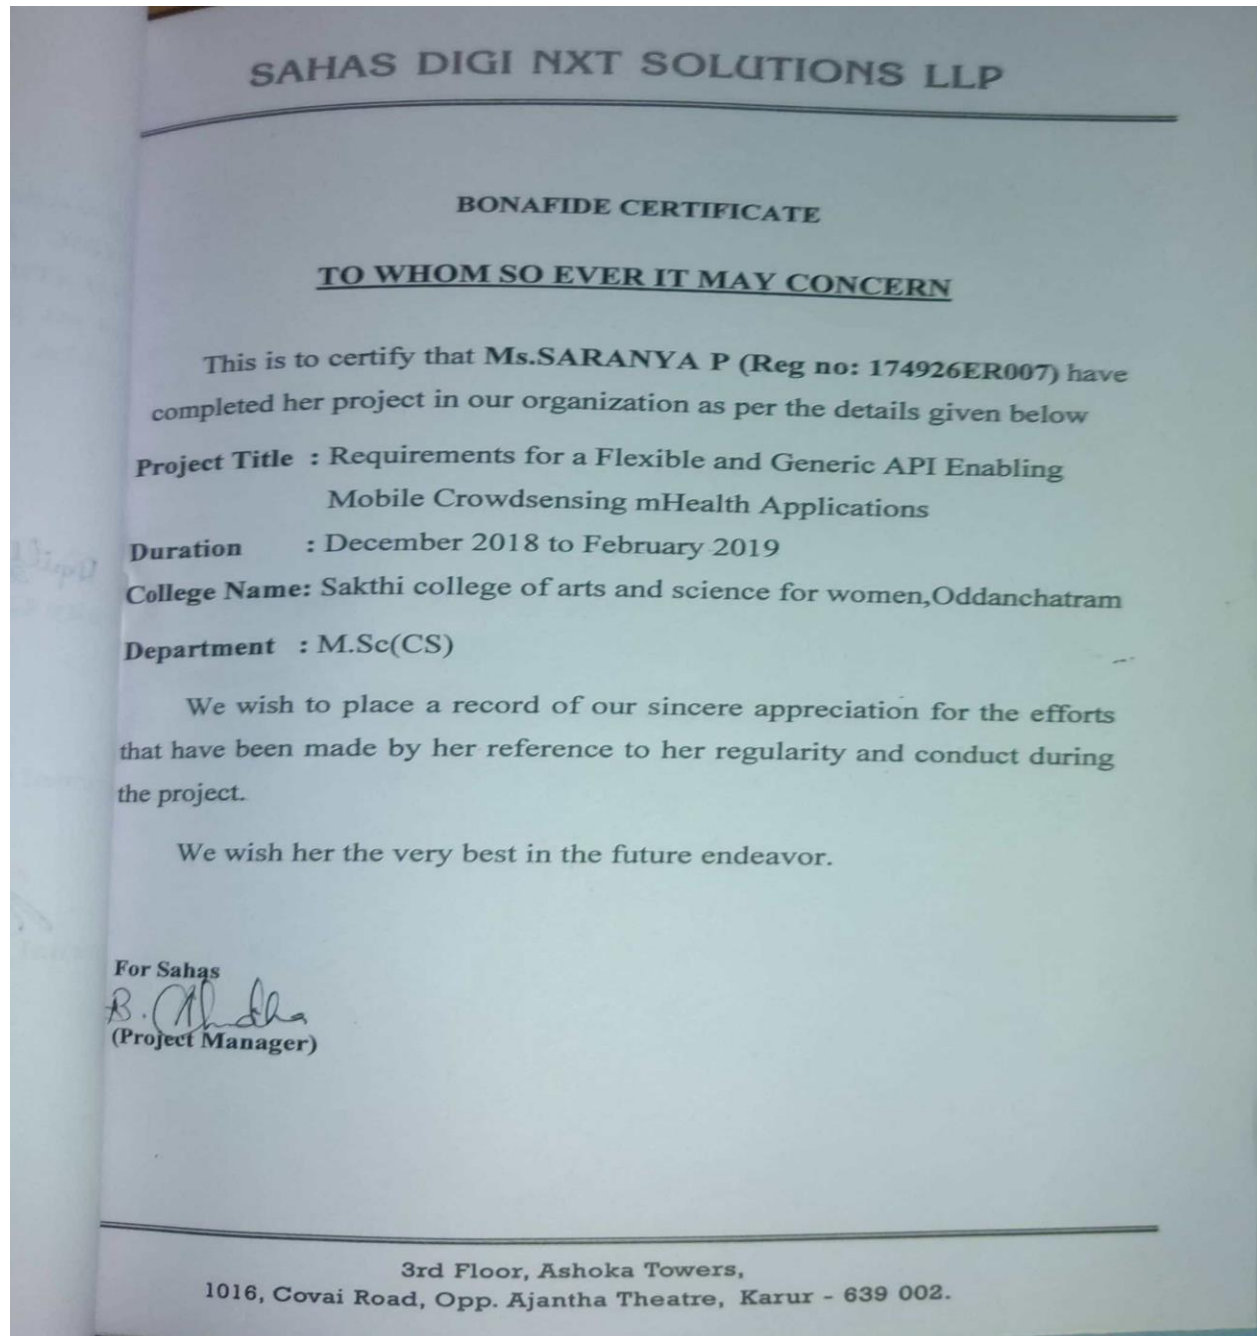 SAHAS DIGI NXT SOLUTIONS LLP
BONAFIDE CERTIFICATE
TO WHOM SO EVER IT MAY CONCERN
This is to certify that Ms.SARANYA P (Reg no: 174926ER007) have
completed her project in our organization as per the details given below
Project Title : Requirements for a Flexible and Generic API Enabling
Mobile Crowdsensing mHealth Applications
Duration : December 2018 to February 2019
College Name: Sakthi college of arts and science for women,Oddanchatram
Department : M.Sc(CS)
We wish to place a record of our sincere appreciation for the efforts
that have been made by her reference to her regularity and conduct during
the project.
We wish her the very best in the future endeavor.
For Sahas
B.
(Project Manager)
3rd Floor, Ashoka Towers,
1016, Covai Road, Opp. Ajantha Theatre, Karur - 639 002.